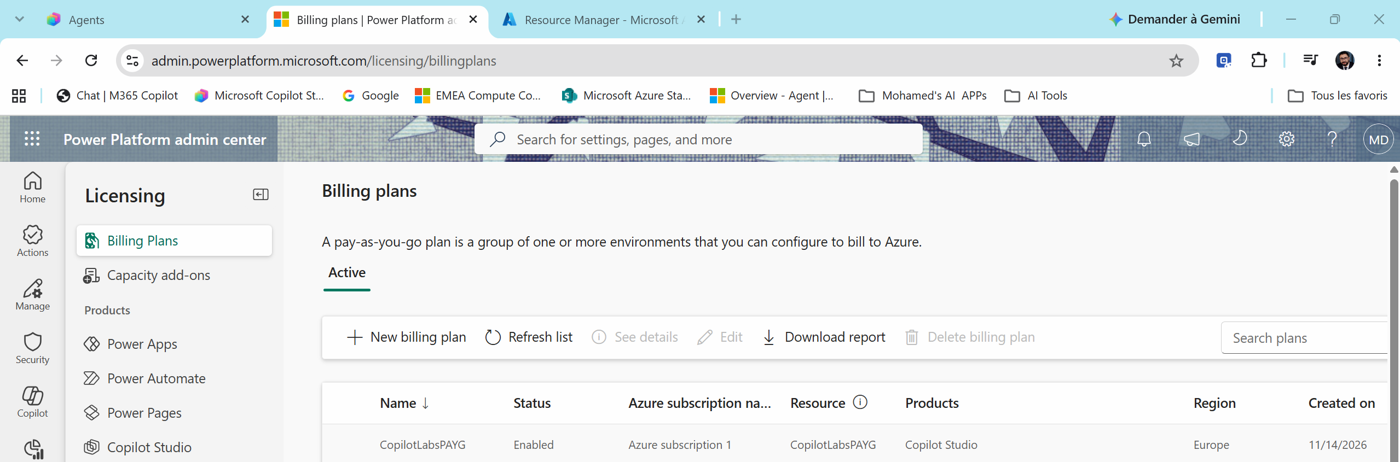 Agents
Billing plans | Power Platform a
Resource Manager - Microsoft
Demander à Gemini
admin.powerplatform.microsoft.com/licensing/billingplans
Chat | M365 Copilot
Microsoft Copilot St...
Google
EMEA Compute Co...
Microsoft Azure Sta...
Overview - Agent |...
Mohamed's AI APPs
AI Tools
Tous les favoris
Power Platform admin center
Search for settings, pages, and more
MD
Home
Actions
Manage
Security
Copilot
Licensing
Billing Plans
Capacity add-ons
Products
Power Apps
Power Automate
Power Pages
Copilot Studio
Billing plans
A pay-as-you-go plan is a group of one or more environments that you can configure to bill to Azure.
Active
New billing plan Refresh list See details Edit Download report Delete billing plan
Search plans
Name Status Azure subscription na... Resource Products Region Created on
CopilotLabsPAYG Enabled Azure subscription 1 CopilotLabsPAYG Copilot Studio Europe 11/14/2026